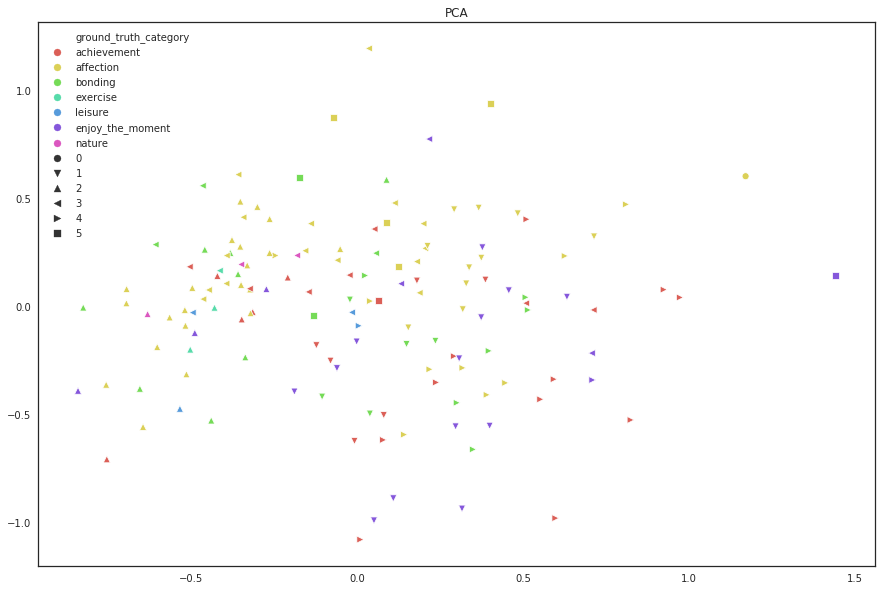 PCA
ground_truth_category
achievement
affection
bonding
exercise
leisure
enjoy_the_moment
nature
0
1
2
3
4
5
1.0
0.5
0.0
−0.5
−1.0
−0.5
0.0
0.5
1.0
1.5